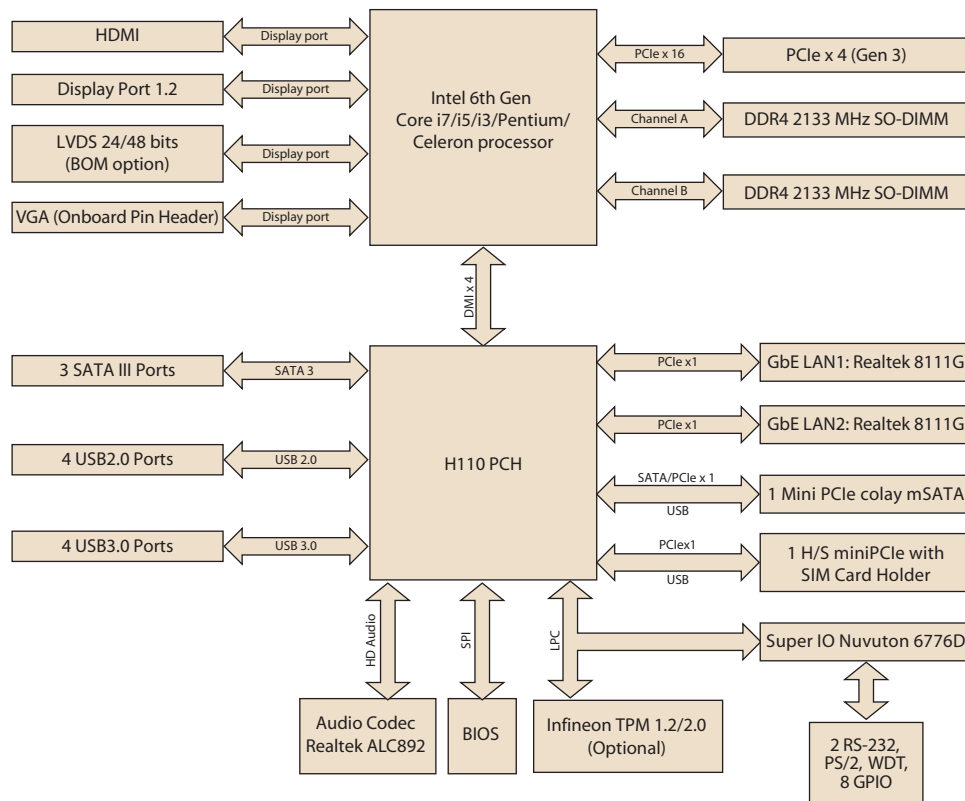 HDMI
Display port
PCIe x 16
PCIe x 4 (Gen 3)
Display Port 1.2
Display port
Intel 6th Gen
Core i7/i5/i3/Pentium/
Celeron processor
Channel A
DDR4 2133 MHz SO-DIMM
LVDS 24/48 bits
(BOM option)
Display port
Channel B
DDR4 2133 MHz SO-DIMM
VGA (Onboard Pin Header)
Display port
DMI x 4
3 SATA III Ports
SATA 3
PCIe x1
GbE LAN1: Realtek 8111G
PCIe x1
GbE LAN2: Realtek 8111G
4 USB2.0 Ports
USB 2.0
H110 PCH
SATA/PCIe x 1
USB
1 Mini PCIe colay mSATA
4 USB3.0 Ports
USB 3.0
PCIex1
USB
1 H/S miniPCIe with
SIM Card Holder
HD Audio
SPI
LPC
Super IO Nuvuton 6776D
Audio Codec
Realtek ALC892
BIOS
Infineon TPM 1.2/2.0
(Optional)
2 RS-232,
PS/2, WDT,
8 GPIO